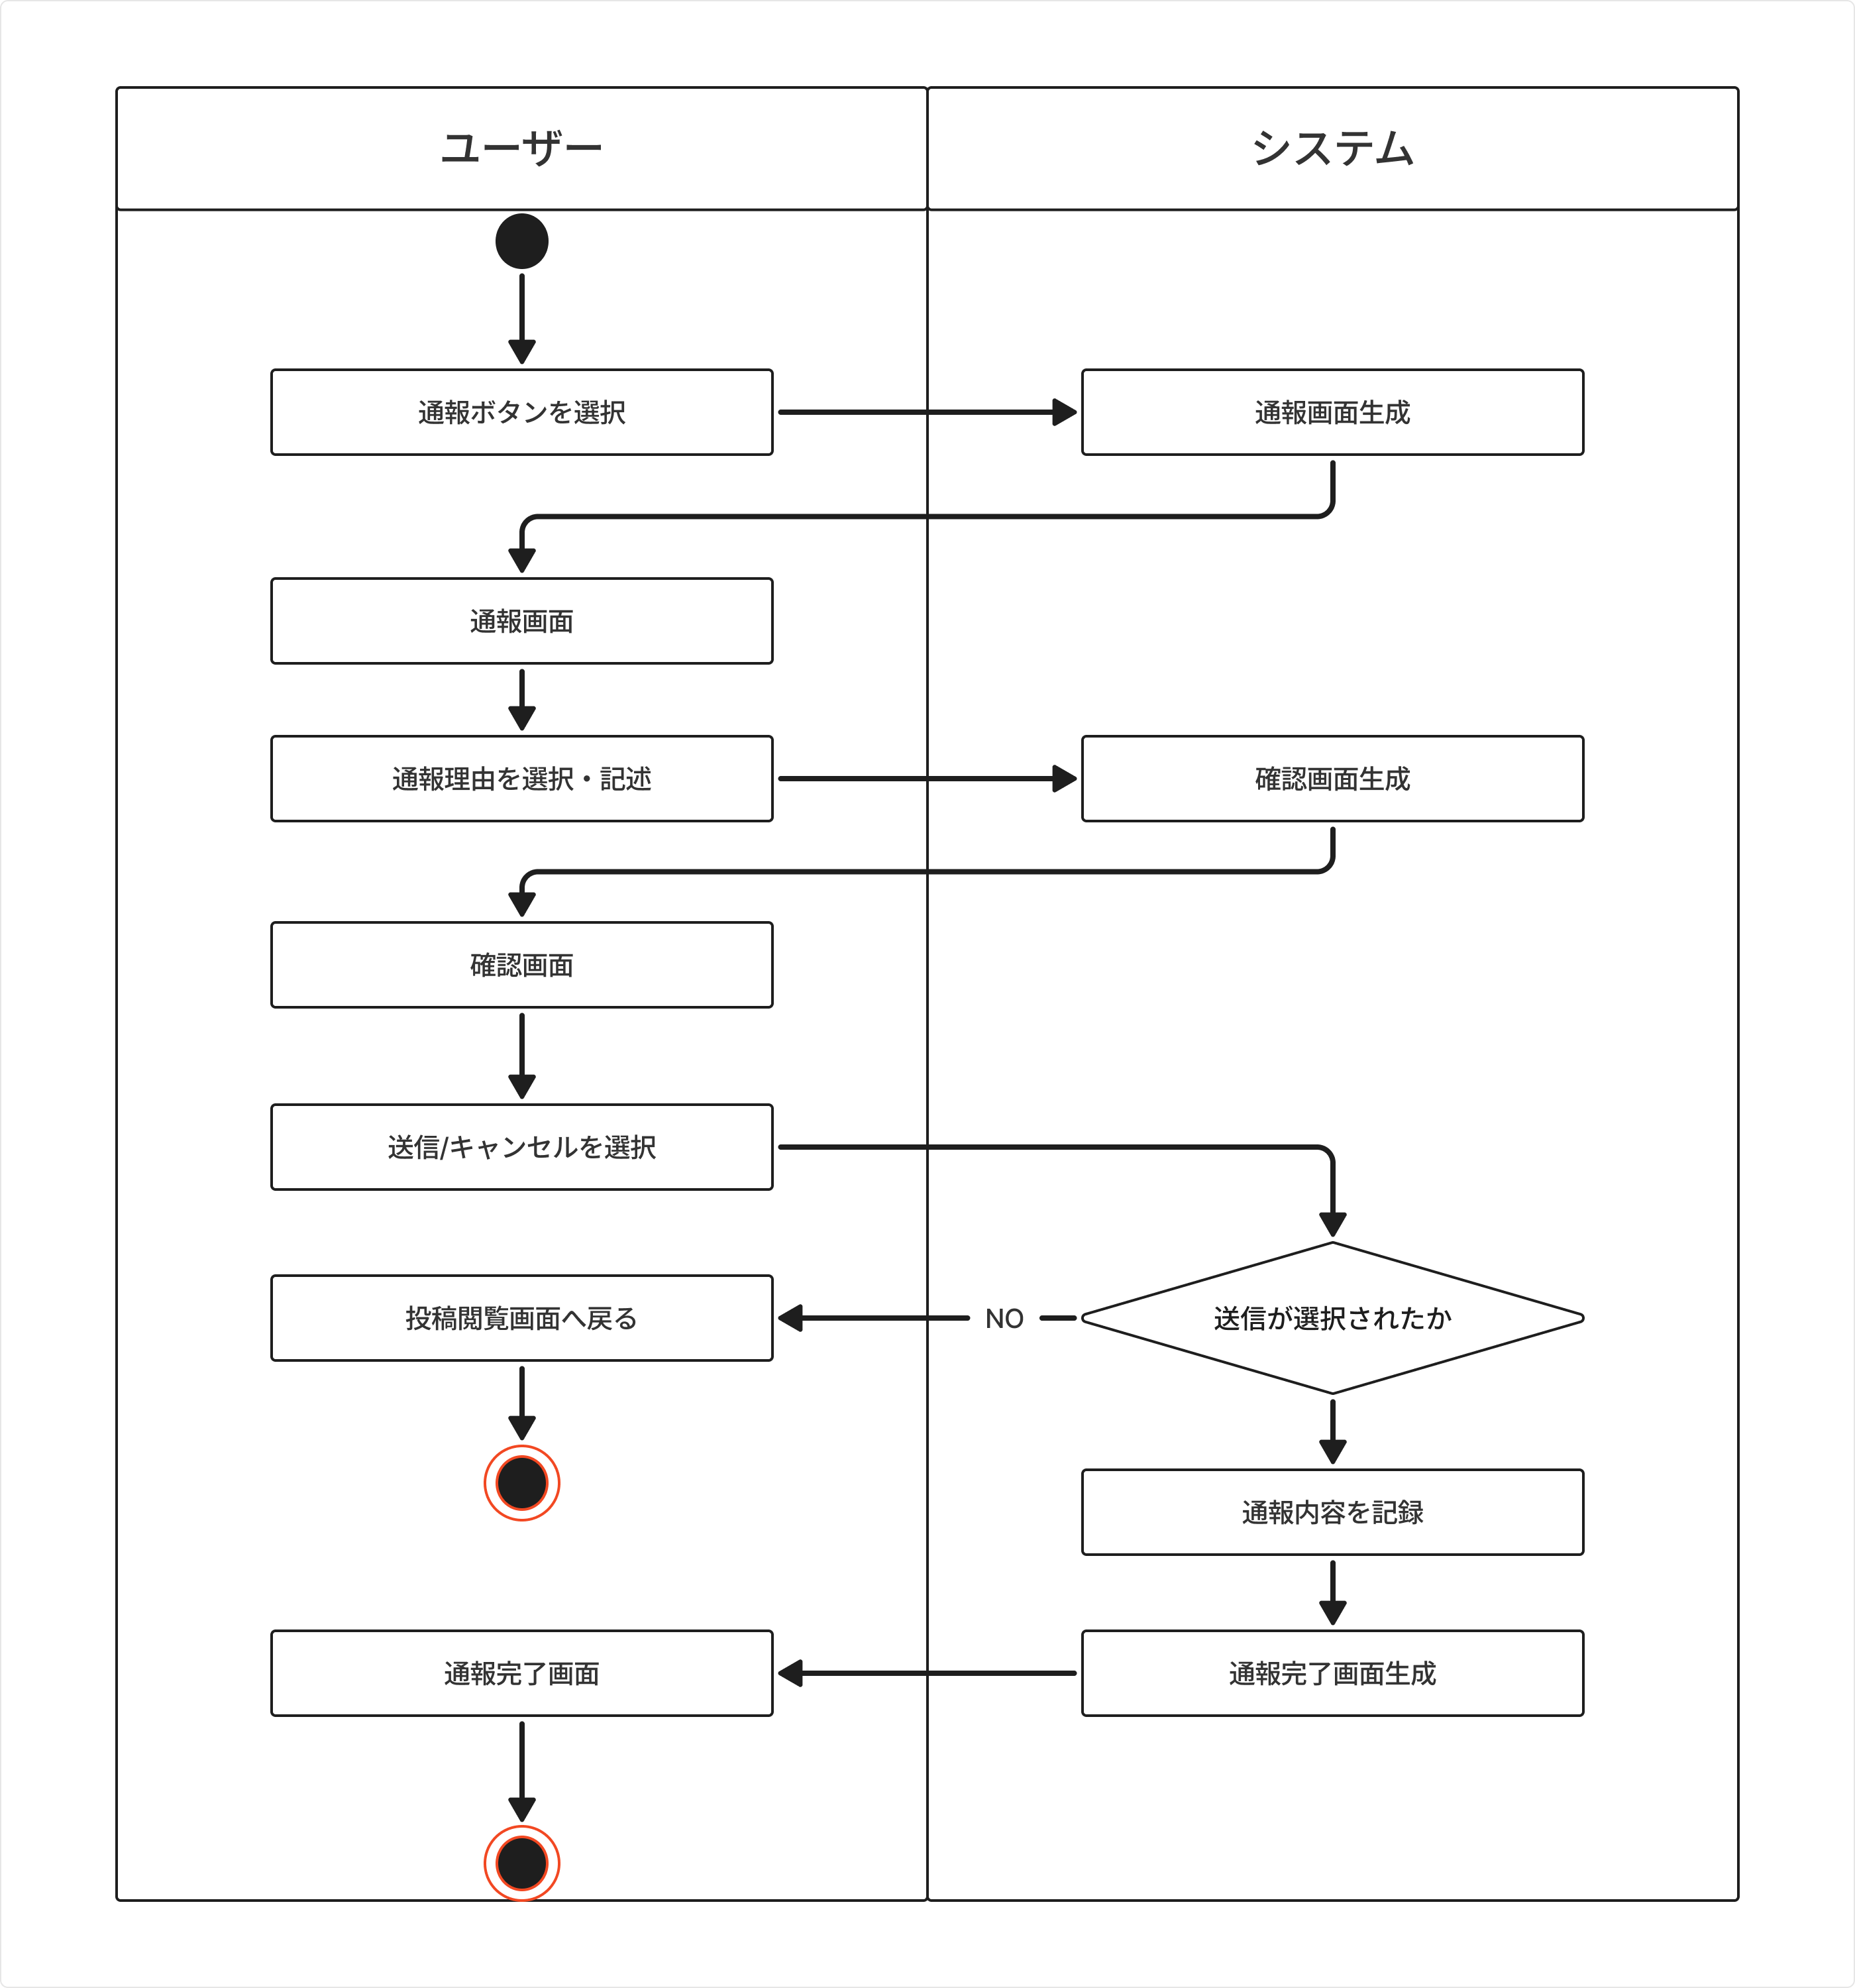 ユーザー
システム
通報ボタンを選択
通報画面生成
通報画面
通報理由を選択・記述
確認画面生成
確認画面
送信/キャンセルを選択
投稿閲覧画面へ戻る
NO
送信が選択されたか
通報内容を記録
通報完了画面
通報完了画面生成